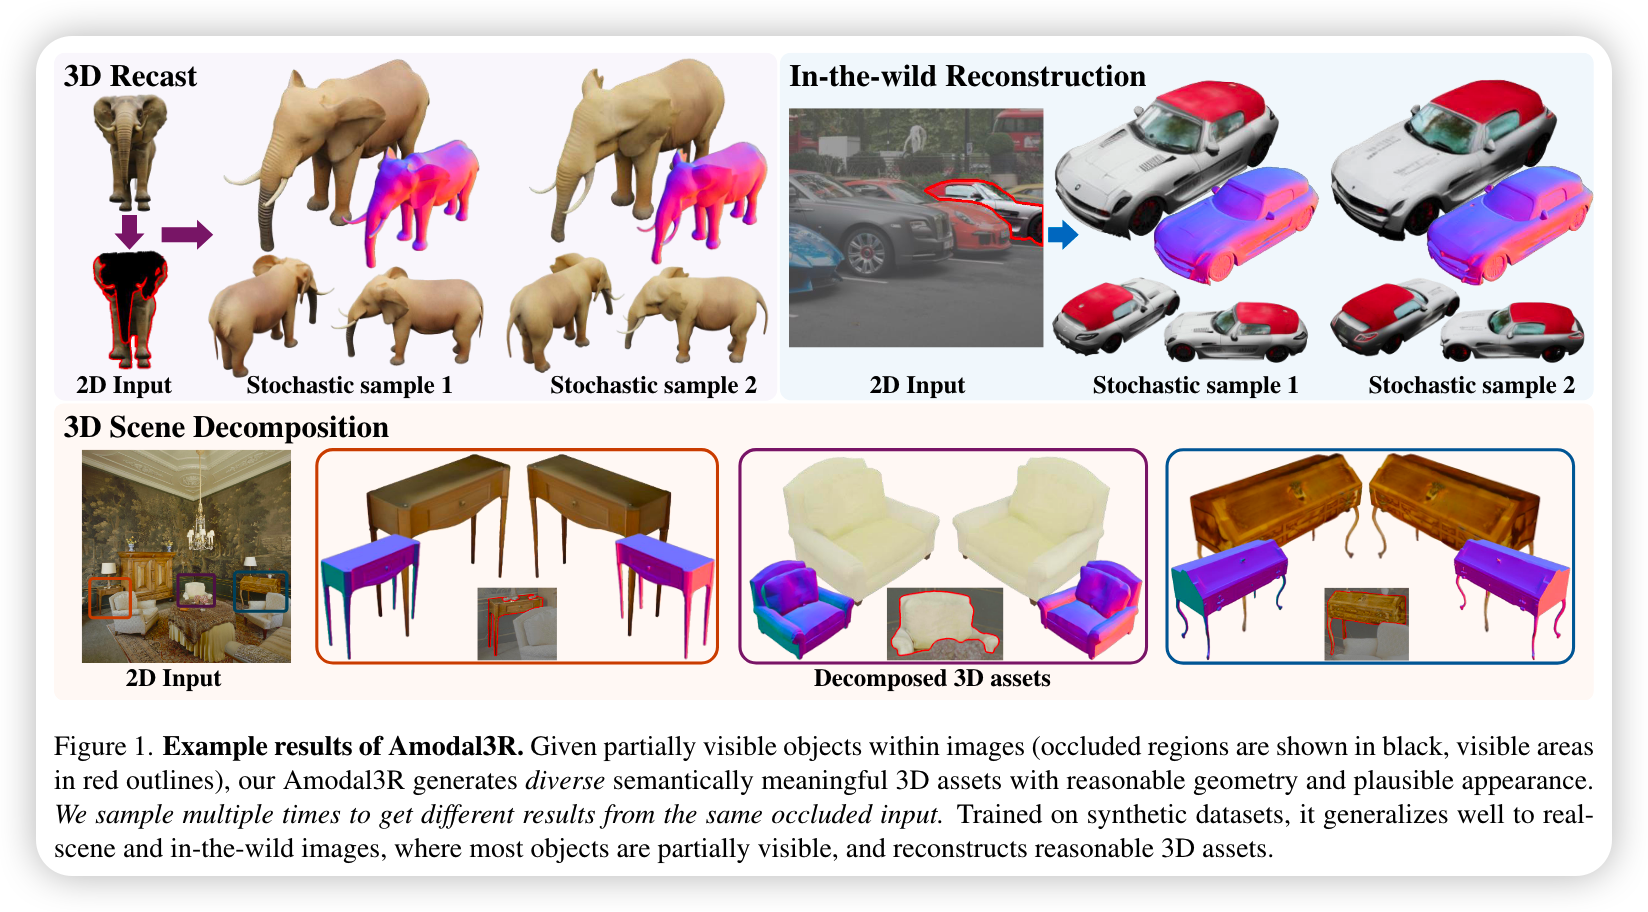 3D Recast
2D Input
Stochastic sample 1
Stochastic sample 2
In-the-wild Reconstruction
2D Input
Stochastic sample 1
Stochastic sample 2
3D Scene Decomposition
2D Input
Decomposed 3D assets
Figure 1. Example results of Amodal3R. Given partially visible objects within images (occluded regions are shown in black, visible areas
in red outlines), our Amodal3R generates diverse semantically meaningful 3D assets with reasonable geometry and plausible appearance.
We sample multiple times to get different results from the same occluded input. Trained on synthetic datasets, it generalizes well to real-
scene and in-the-wild images, where most objects are partially visible, and reconstructs reasonable 3D assets.